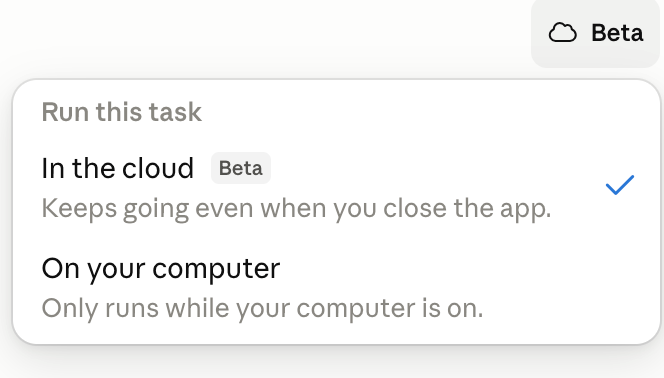 Beta
Run this task
In the cloud Beta
Keeps going even when you close the app.
On your computer
Only runs while your computer is on.